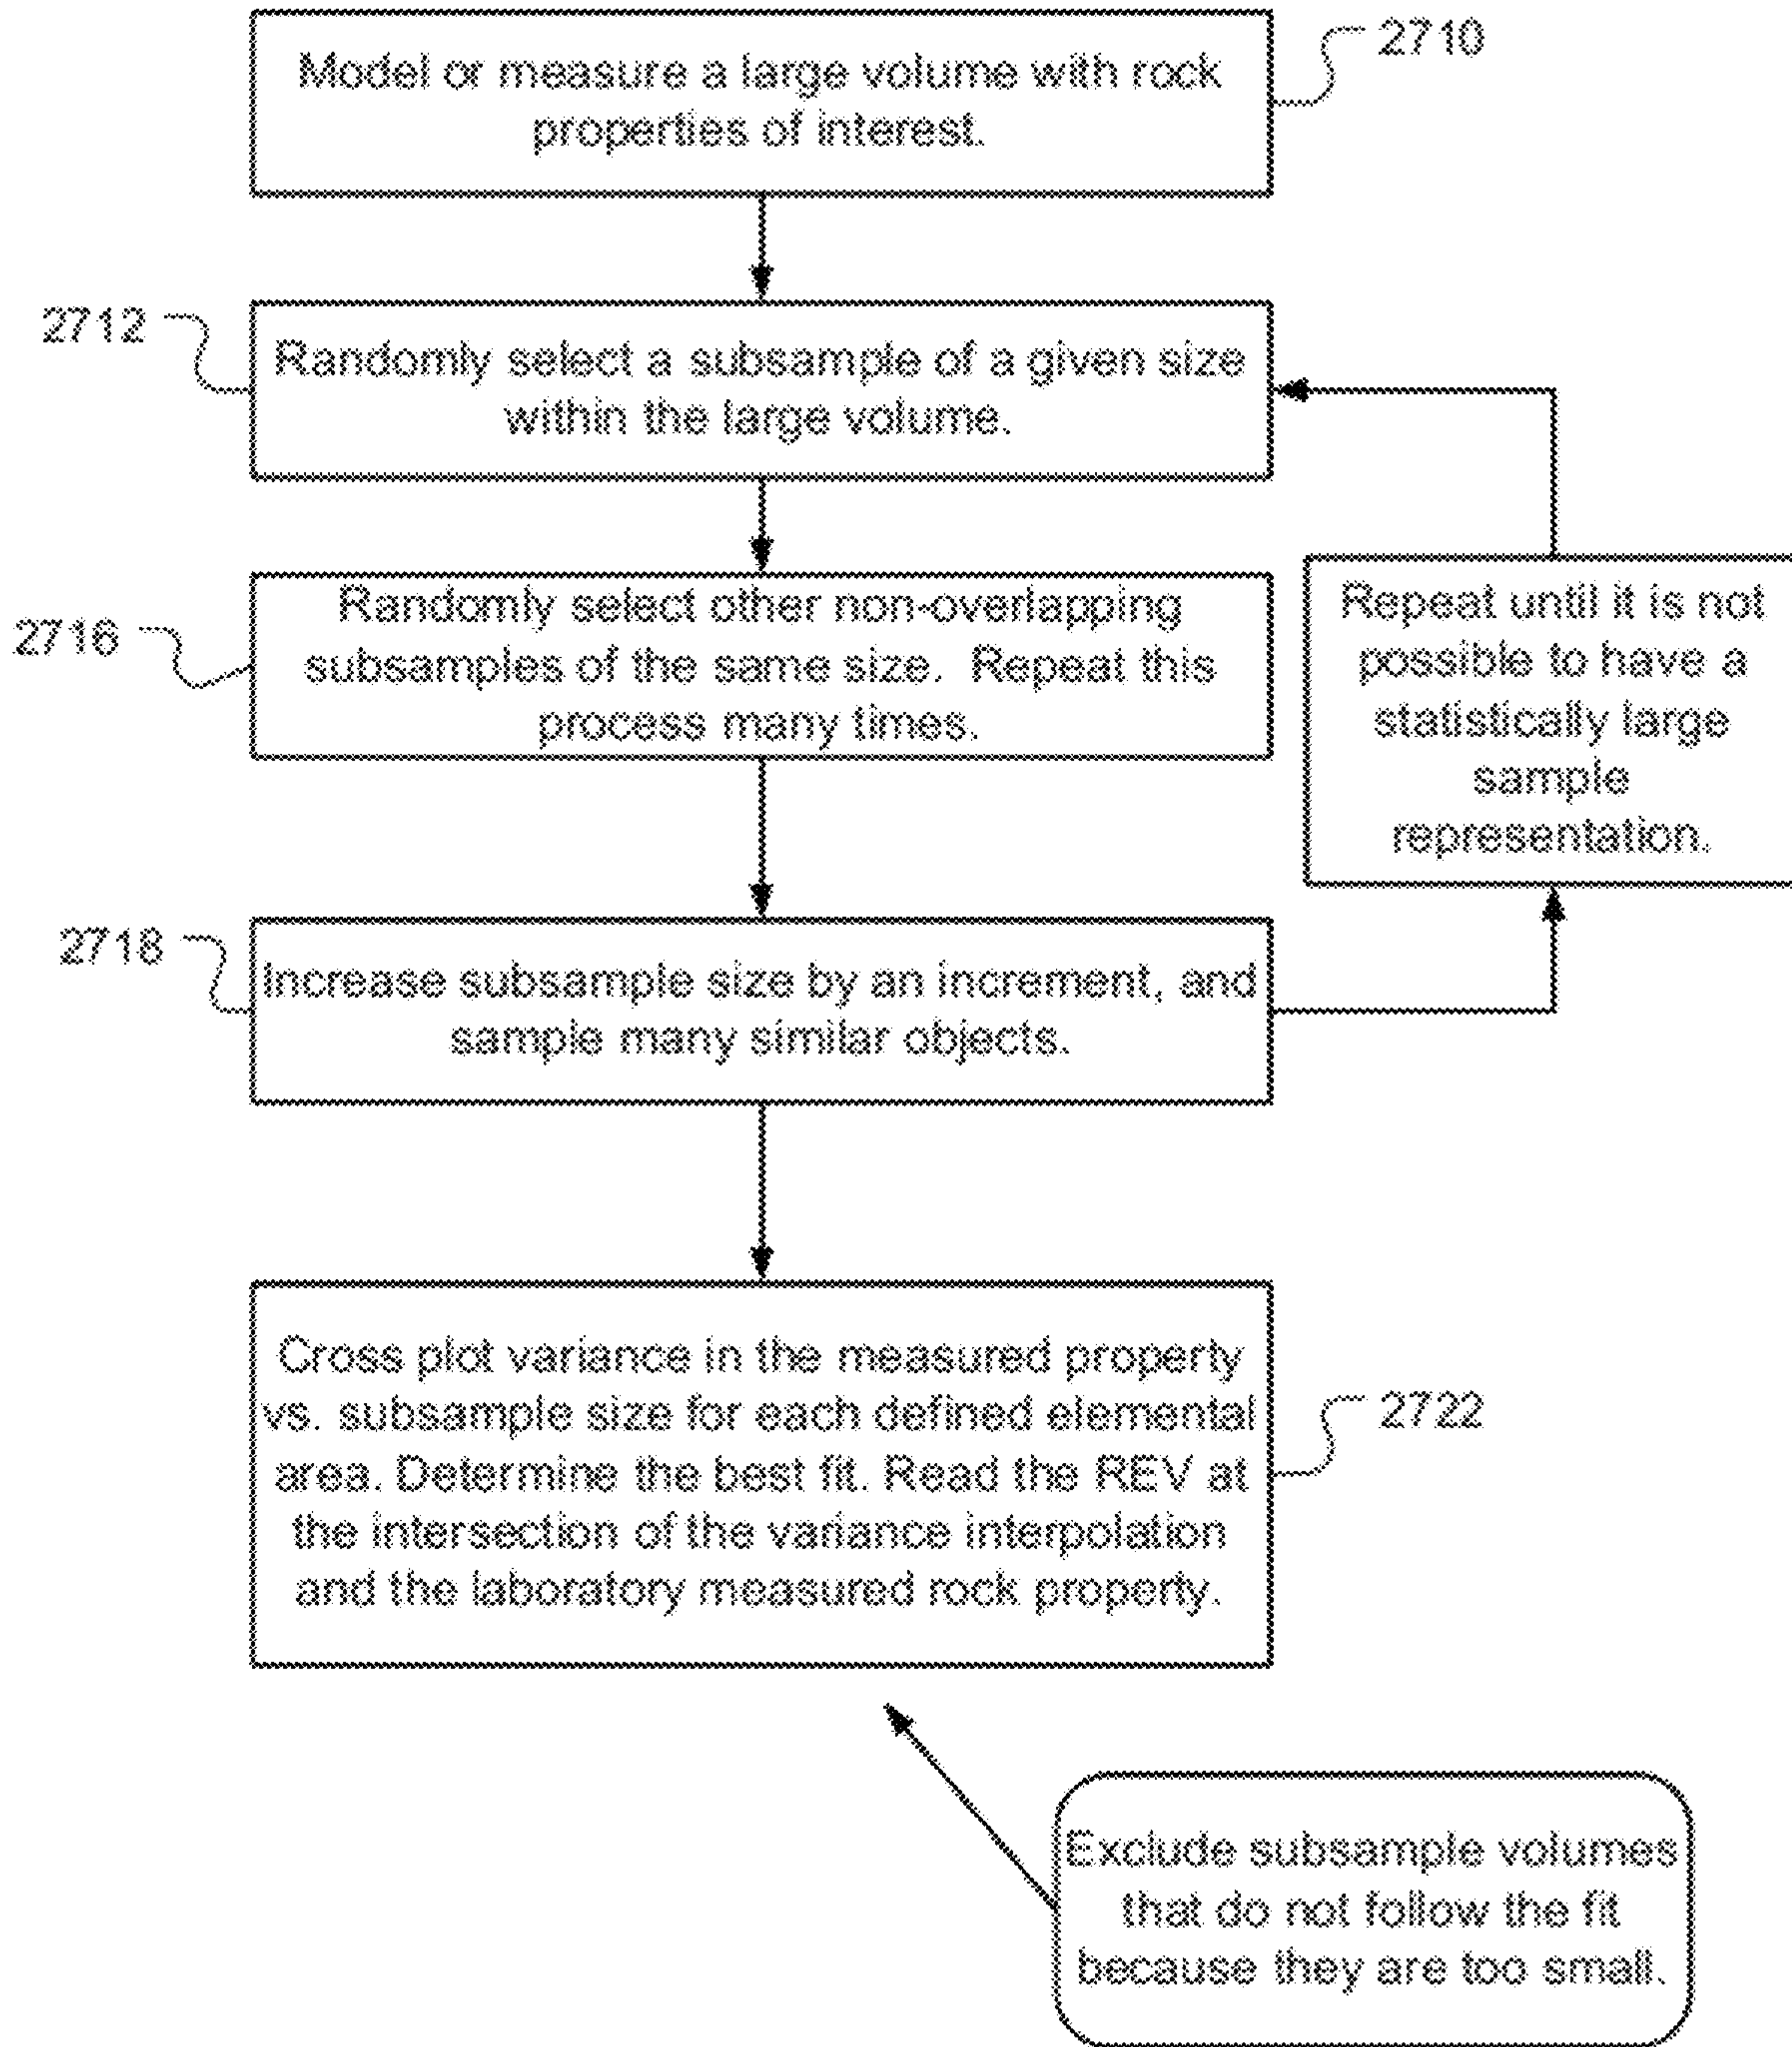 2710
Model or measure a large volume with rock
properties of interest.
2712
Randomly select a subsample of a given size
within the large volume.
2716
Randomly select other non-overlapping
subsamples of the same size. Repeat this
process many times.
Repeat until it is not
possible to have a
statistically large
sample
representation.
2718
Increase subsample size by an increment, and
sample many similar objects.
Cross plot variance in the measured property
vs. subsample size for each defined elemental
area. Determine the best fit. Read the REV at
the intersection of the variance interpolation
and the laboratory measured rock property.
2722
Exclude subsample volumes
that do not follow the fit
because they are too small.